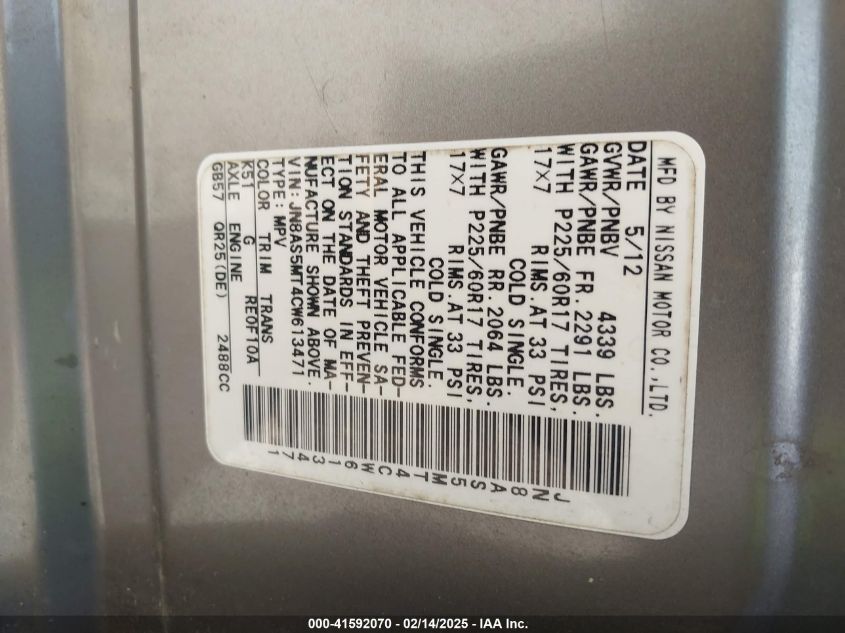 MFD BY NISSAN MOTOR CO.,LTD.
DATE 5/12
GVWR/PNBV 4339 LBS.
GAWR/PNBE FR. 2291 LBS.
WITH P225/60R17 TIRES,
17X7 RIMS.AT 33 PSI
COLD SINGLE.
GAWR/PNBE RR. 2064 LBS.
WITH P225/60R17 TIRES,
17X7 RIMS.AT 33 PSI
COLD SINGLE.
THIS VEHICLE CONFORMS
TO ALL APPLICABLE FED-
ERAL MOTOR VEHICLE SA-
FETY AND THEFT PREVEN-
TION STANDARDS IN EFF-
ECT ON THE DATE OF MA-
NUFACTURE SHOWN ABOVE.
VIN:JN8AS5MT4CW613471
TYPE:MPV
COLOR TRIM TRANS
K51 G RE0F10A
AXLE ENGINE
GB57 QR25(DE) 2488CC
JN8AS5MT4CW613471
000-41592070 - 02/14/2025 - IAA Inc.